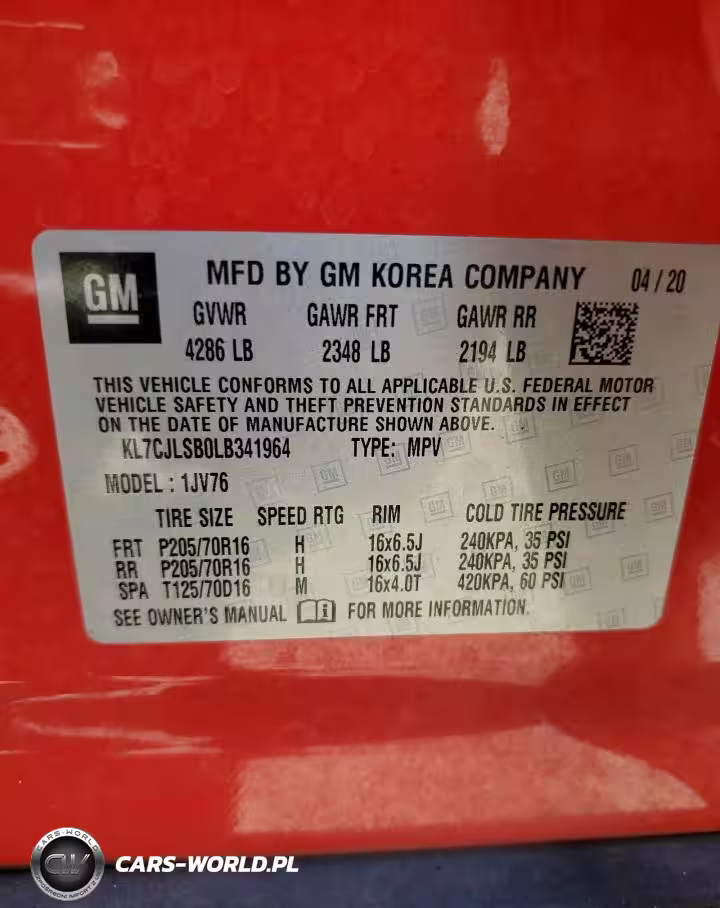 GM
MFD BY GM KOREA COMPANY 04/20
GVWR GAWR FRT GAWR RR
4286 LB 2348 LB 2194 LB
THIS VEHICLE CONFORMS TO ALL APPLICABLE U.S. FEDERAL MOTOR
VEHICLE SAFETY AND THEFT PREVENTION STANDARDS IN EFFECT
ON THE DATE OF MANUFACTURE SHOWN ABOVE.
KL7CJLSB0LB341964 TYPE: MPV
MODEL : 1JV76
TIRE SIZE SPEED RTG RIM COLD TIRE PRESSURE
FRT P205/70R16 H 16x6.5J 240KPA, 35 PSI
RR P205/70R16 H 16x6.5J 240KPA, 35 PSI
SPA T125/70D16 M 16x4.0T 420KPA, 60 PSI
SEE OWNER'S MANUAL FOR MORE INFORMATION.
CARS-WORLD
CW
CARS-WORLD.PL